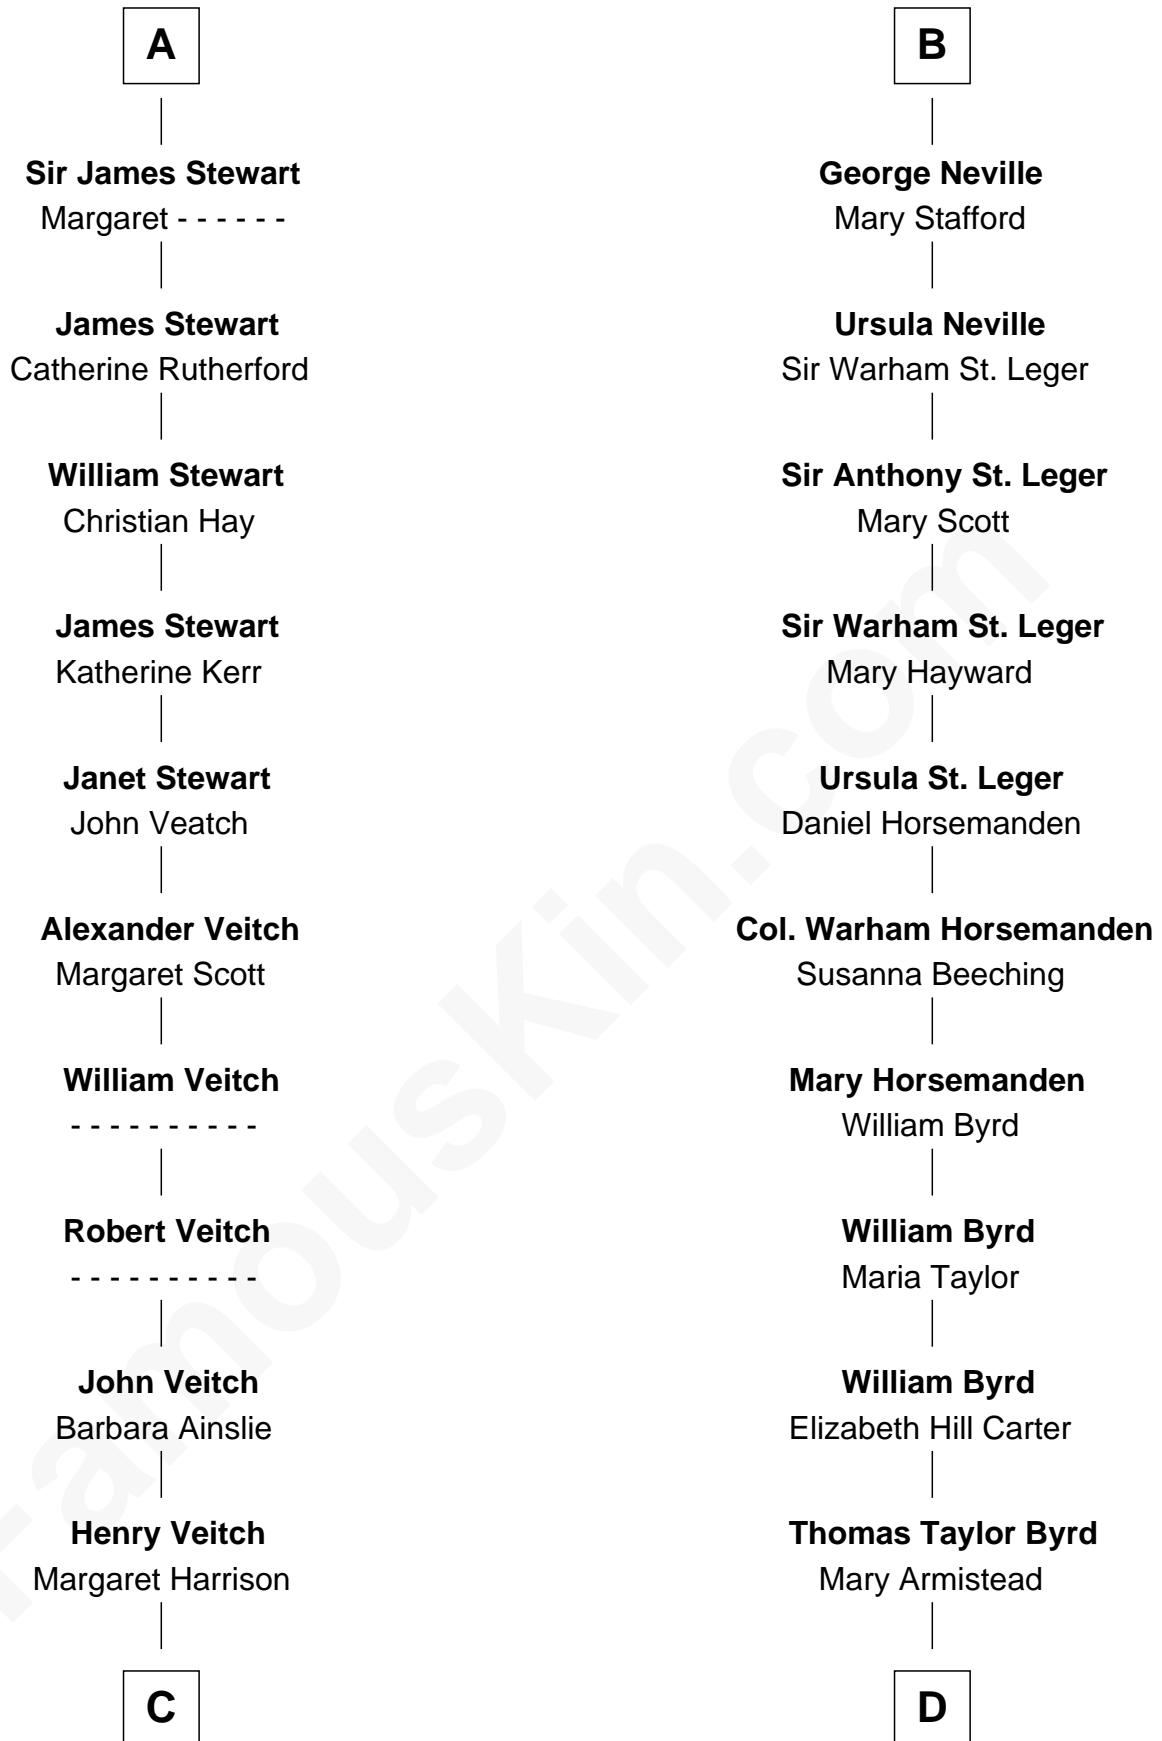 A
Sir James Stewart
Margaret - - - - - -
James Stewart
Catherine Rutherford
William Stewart
Christian Hay
James Stewart
Katherine Kerr
Janet Stewart
John Veatch
Alexander Veitch
Margaret Scott
William Veitch
- - - - - - - - - -
Robert Veitch
- - - - - - - - - -
John Veitch
Barbara Ainslie
Henry Veitch
Margaret Harrison
C
B
George Neville
Mary Stafford
Ursula Neville
Sir Warham St. Leger
Sir Anthony St. Leger
Mary Scott
Sir Warham St. Leger
Mary Hayward
Ursula St. Leger
Daniel Horsemanden
Col. Warham Horsemanden
Susanna Beeching
Mary Horsemanden
William Byrd
William Byrd
Maria Taylor
William Byrd
Elizabeth Hill Carter
Thomas Taylor Byrd
Mary Armistead
D
FamousKin.com